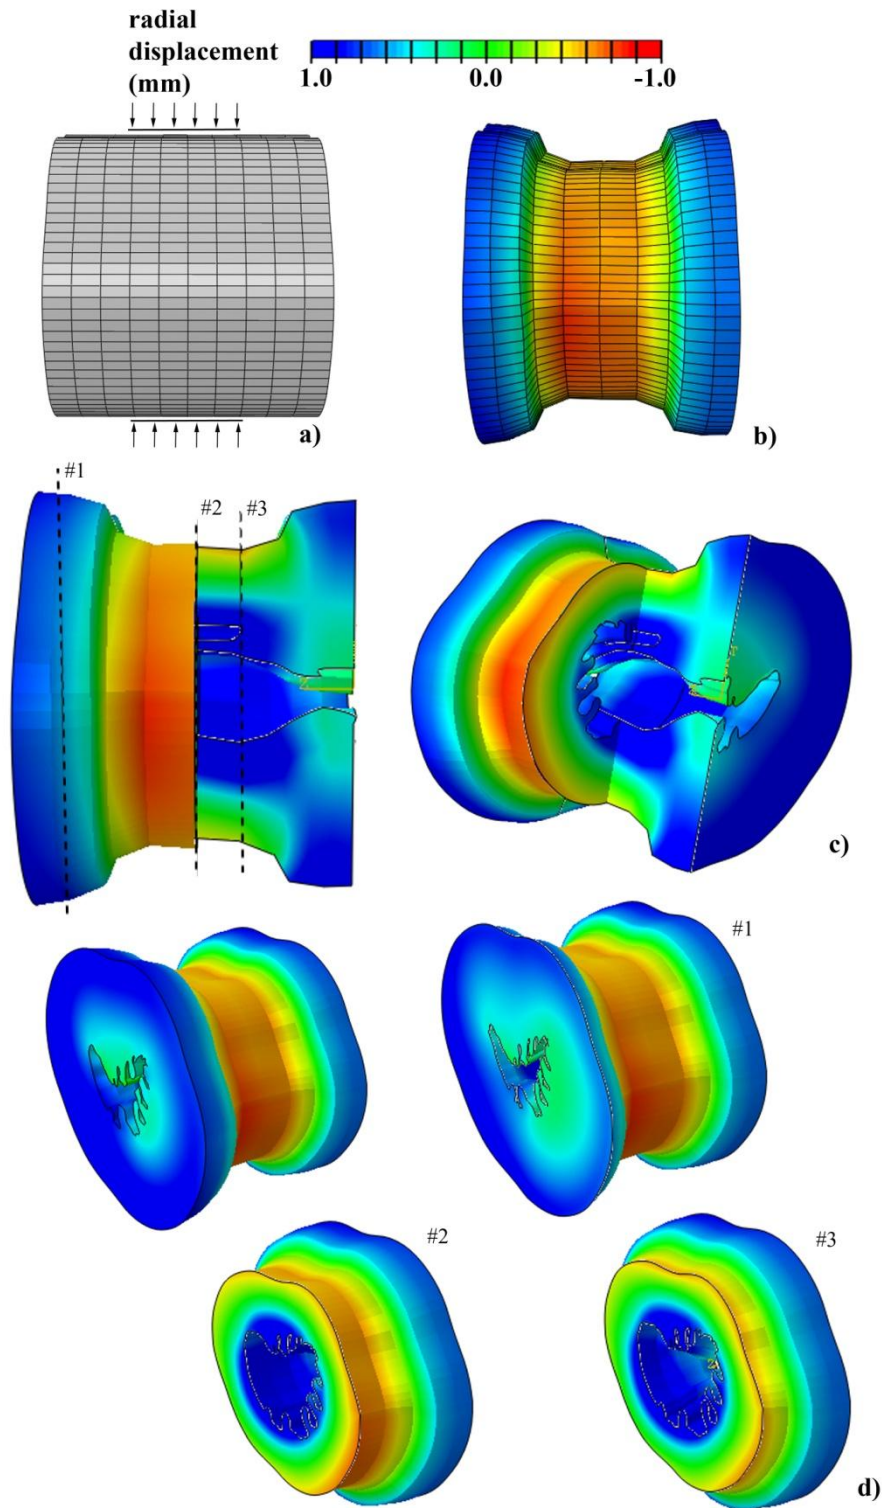 radial
displacement
(mm)
1.0 0.0 -1.0
a)
b)
#1
#2 #3
c)
#1
#2 #3
d)